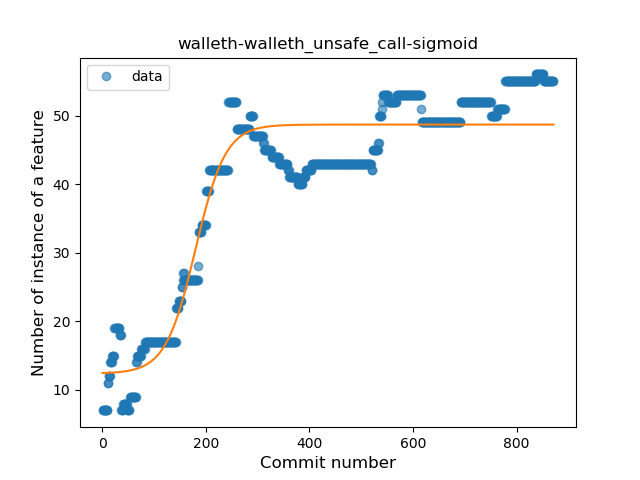 walleth-walleth_unsafe_call-sigmoid
data
Number of instance of a feature
50
40
30
20
10
0 200 400 600 800
Commit number